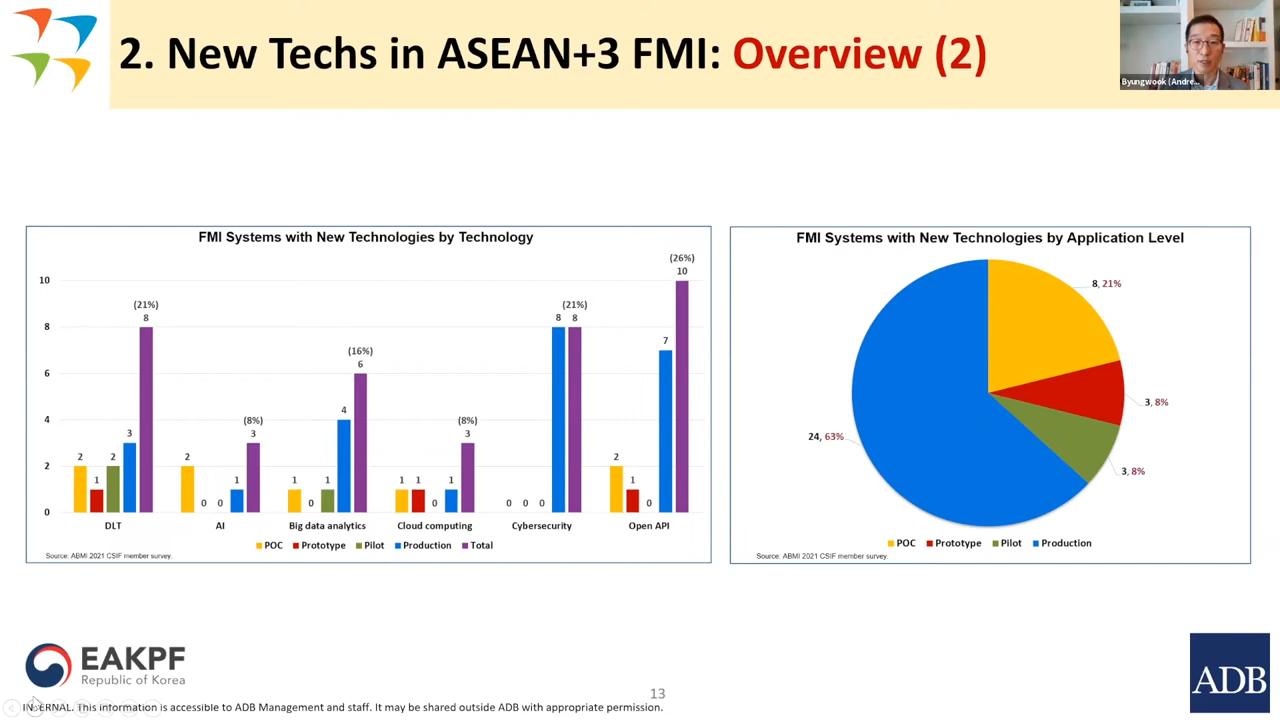 2. New Techs in ASEAN+3 FMI: Overview (2)
Byungwook (Andre...
FMI Systems with New Technologies by Technology
10
8
6
4
2
0
2
1
2
3
8
(21%)
DLT
2
0
0
1
3
(8%)
AI
1
0
1
4
6
(16%)
Big data analytics
1
1
0
1
3
(8%)
Cloud computing
0
0
0
8
8
(21%)
Cybersecurity
2
1
0
7
10
(26%)
Open API
POC Prototype Pilot Production Total
Source: ABMI 2021 CSIF member survey.
FMI Systems with New Technologies by Application Level
8, 21%
3, 8%
3, 8%
24, 63%
POC Prototype Pilot Production
Source: ABMI 2021 CSIF member survey.
EAKPF
Republic of Korea
ADB
13
INTERNAL. This information is accessible to ADB Management and staff. It may be shared outside ADB with appropriate permission.